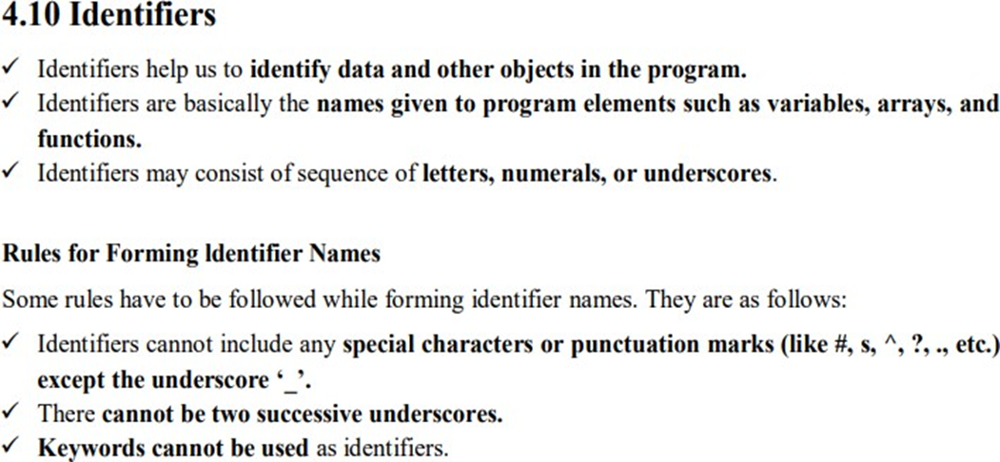 4.10 Identifiers
✓ Identifiers help us to identify data and other objects in the program.
✓ Identifiers are basically the names given to program elements such as variables, arrays, and
functions.
✓ Identifiers may consist of sequence of letters, numerals, or underscores.
Rules for Forming Identifier Names
Some rules have to be followed while forming identifier names. They are as follows:
✓ Identifiers cannot include any special characters or punctuation marks (like #, s, ^, ?, ., etc.)
except the underscore ‘_’.
✓ There cannot be two successive underscores.
✓ Keywords cannot be used as identifiers.